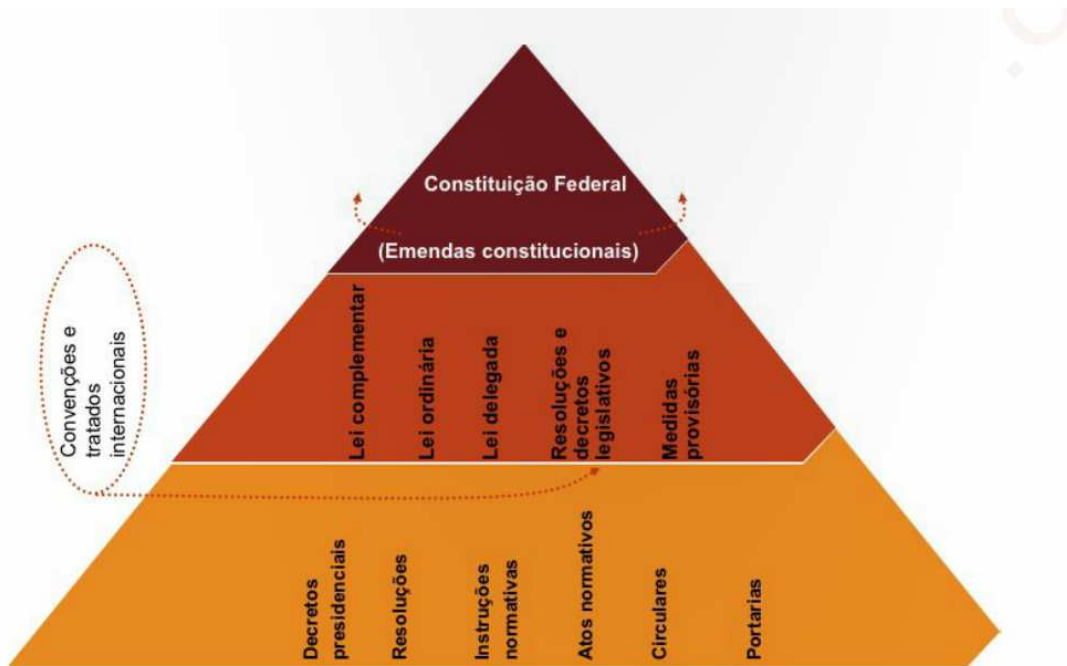 Constituição Federal
(Emendas constitucionais)
Convenções e
tratados
internacionais
Lei complementar
Lei ordinária
Lei delegada
Resoluções e
decretos
legislativos
Medidas
provisórias
Decretos
presidenciais
Resoluções
Instruções
normativas
Atos normativos
Circulares
Portarias